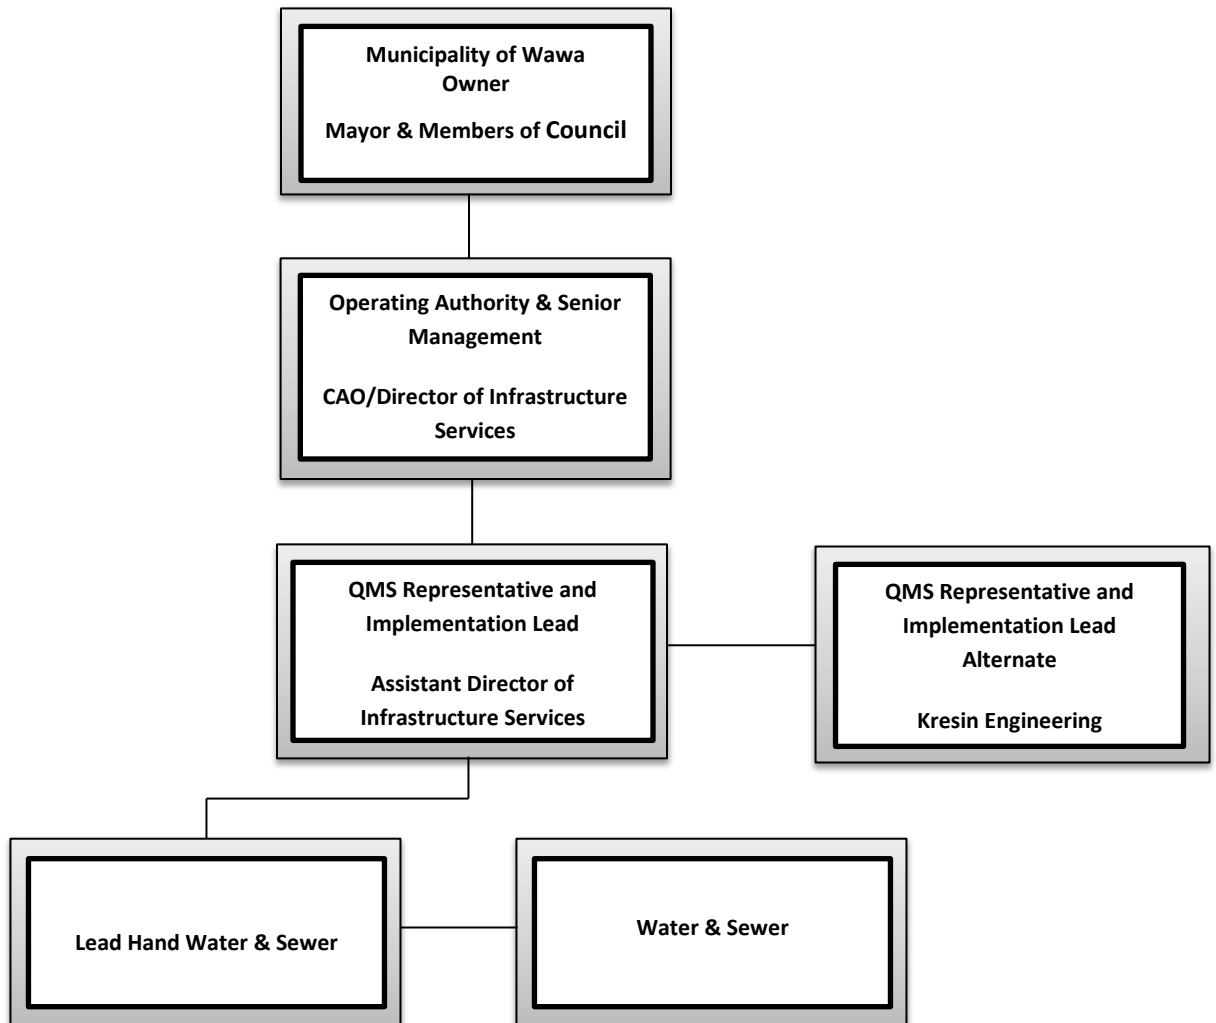 Municipality of Wawa
Owner
Mayor & Members of Council
Operating Authority & Senior
Management
CAO/Director of Infrastructure
Services
QMS Representative and
Implementation Lead
Assistant Director of
Infrastructure Services
QMS Representative and
Implementation Lead
Alternate
Kresin Engineering
Lead Hand Water & Sewer
Water & Sewer